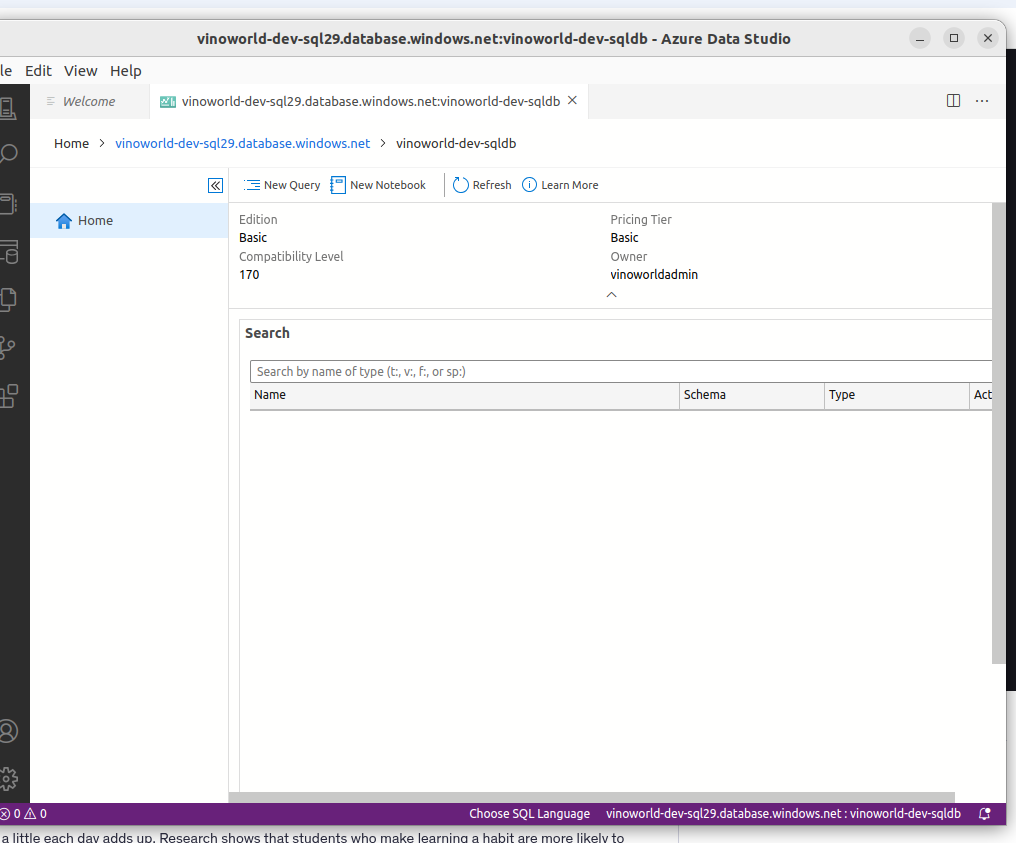 vinoworld-dev-sql29.database.windows.net:vinoworld-dev-sqldb - Azure Data Studio
le Edit View Help
Welcome vinoworld-dev-sql29.database.windows.net:vinoworld-dev-sqldb
Home > vinoworld-dev-sql29.database.windows.net > vinoworld-dev-sqldb
New Query New Notebook Refresh Learn More
Home
Edition Pricing Tier
Basic Basic
Compatibility Level Owner
170 vinoworldadmin
Search
Search by name of type (t:, v:, f:, or sp:)
Name Schema Type Act
0 0 Choose SQL Language vinoworld-dev-sql29.database.windows.net : vinoworld-dev-sqldb
a little each day adds up. Research shows that students who make learning a habit are more likely to